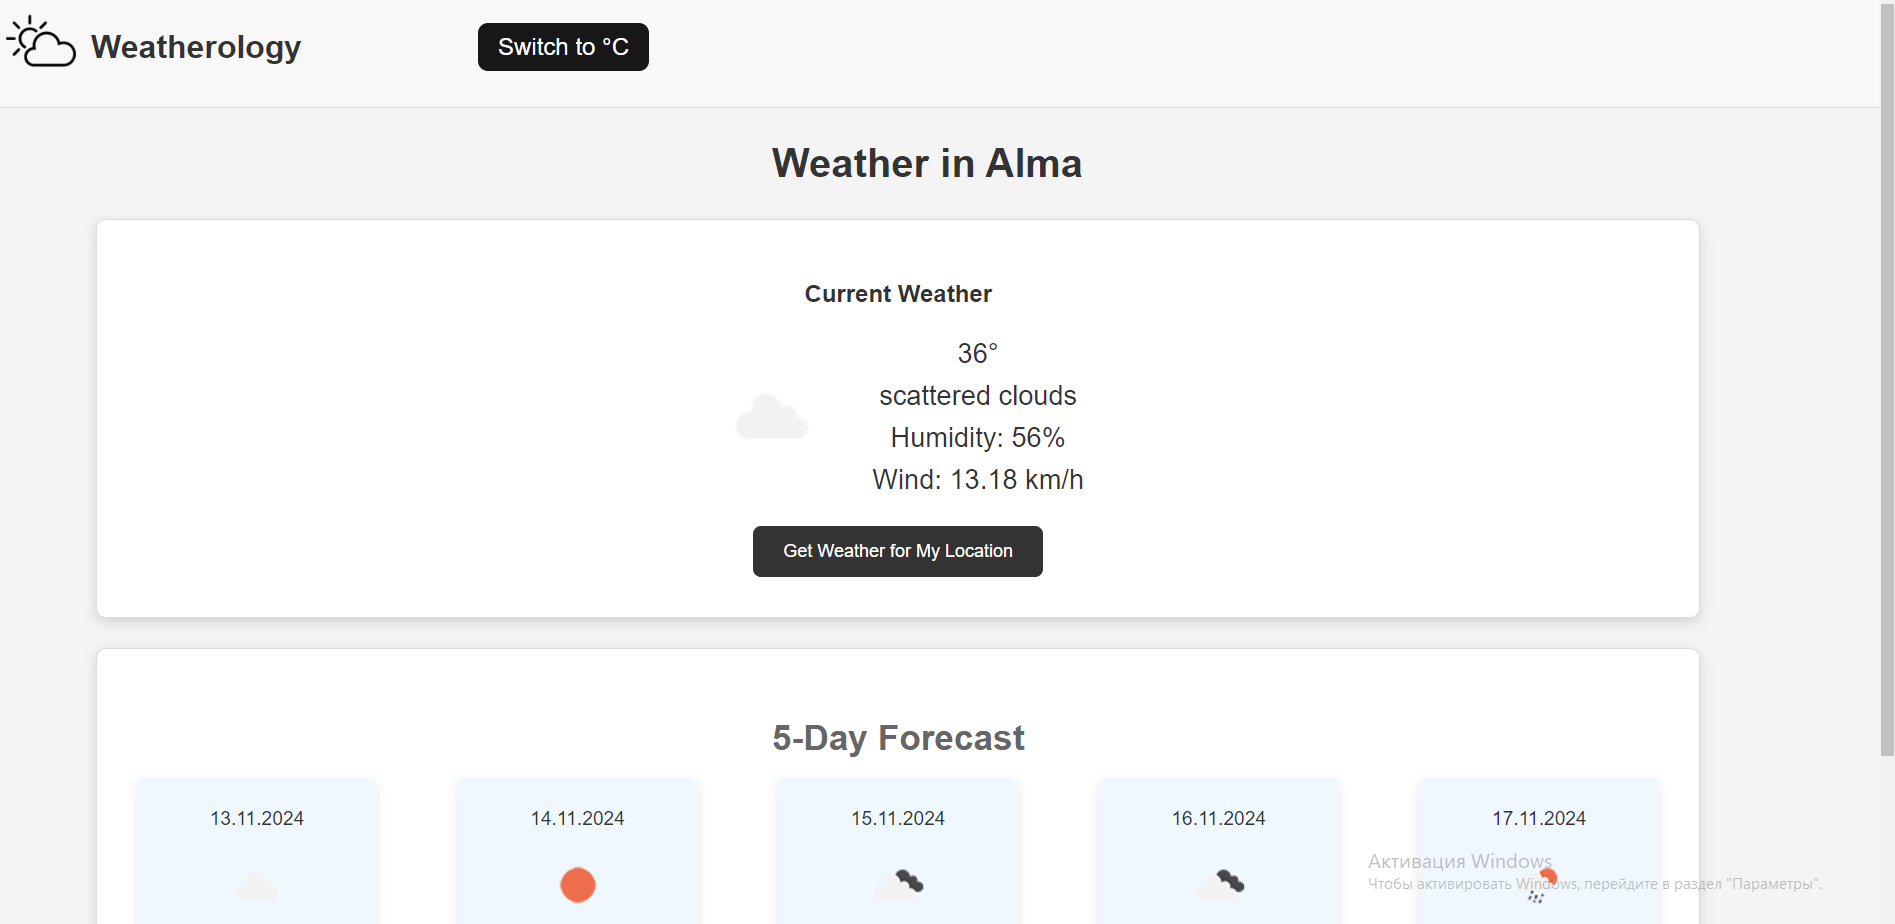 Weatherology
Switch to °C
Weather in Alma
Current Weather
36°
scattered clouds
Humidity: 56%
Wind: 13.18 km/h
Get Weather for My Location
5-Day Forecast
13.11.2024
14.11.2024
15.11.2024
16.11.2024
17.11.2024
Активация Windows
Чтобы активировать Windows, перейдите в раздел "Параметры".